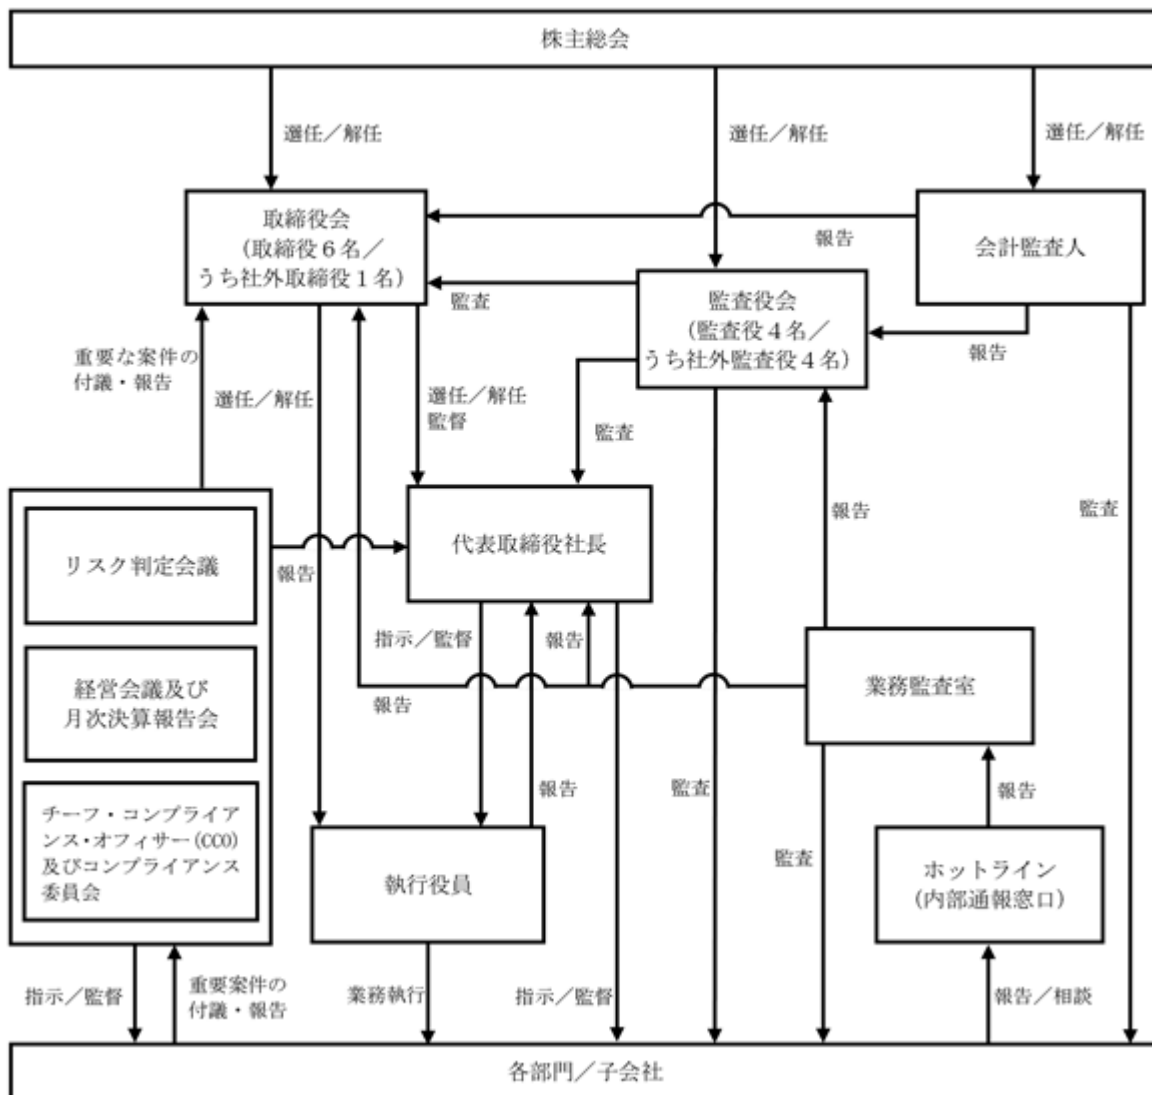 株主総会
選任／解任
選任／解任
選任／解任
取締役会
（取締役６名／
うち社外取締役１名）
会計監査人
報告
監査
監査役会
（監査役４名／
うち社外監査役４名）
報告
重要な案件の
付議・報告
選任／解任
選任／解任
監督
監査
報告
監査
リスク判定会議
報告
代表取締役社長
指示／監督
報告
経営会議及び
月次決算報告会
報告
業務監査室
チーフ・コンプライア
ンス・オフィサー（CCO）
及びコンプライアンス
委員会
報告
監査
報告
執行役員
監査
ホットライン
（内部通報窓口）
指示／監督
重要案件の
付議・報告
業務執行
指示／監督
報告／相談
各部門／子会社